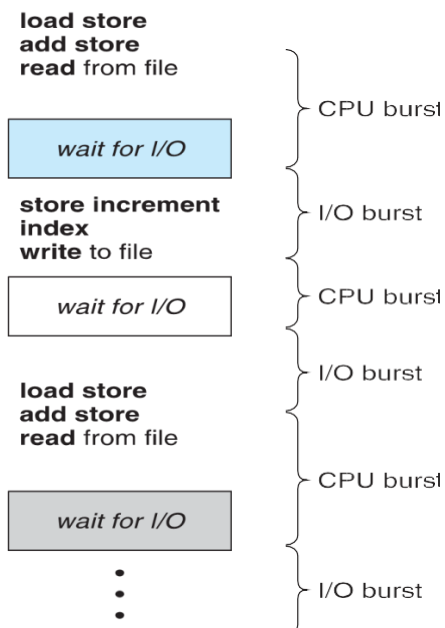 load store
add store
read from file
CPU burst
wait for I/O
store increment
index
write to file
I/O burst
CPU burst
wait for I/O
I/O burst
load store
add store
read from file
CPU burst
wait for I/O
I/O burst